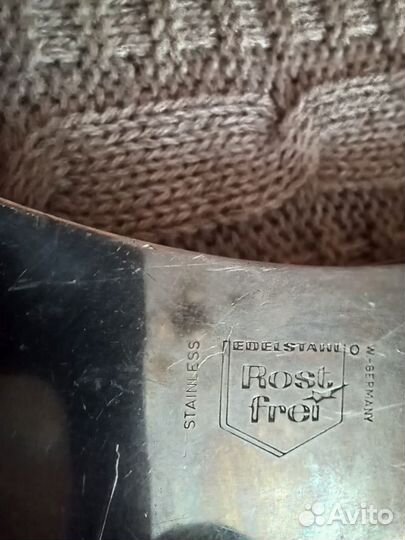 STAINLESS
EDELSTAHL
Rost
frei
W-GERMANY
Avito